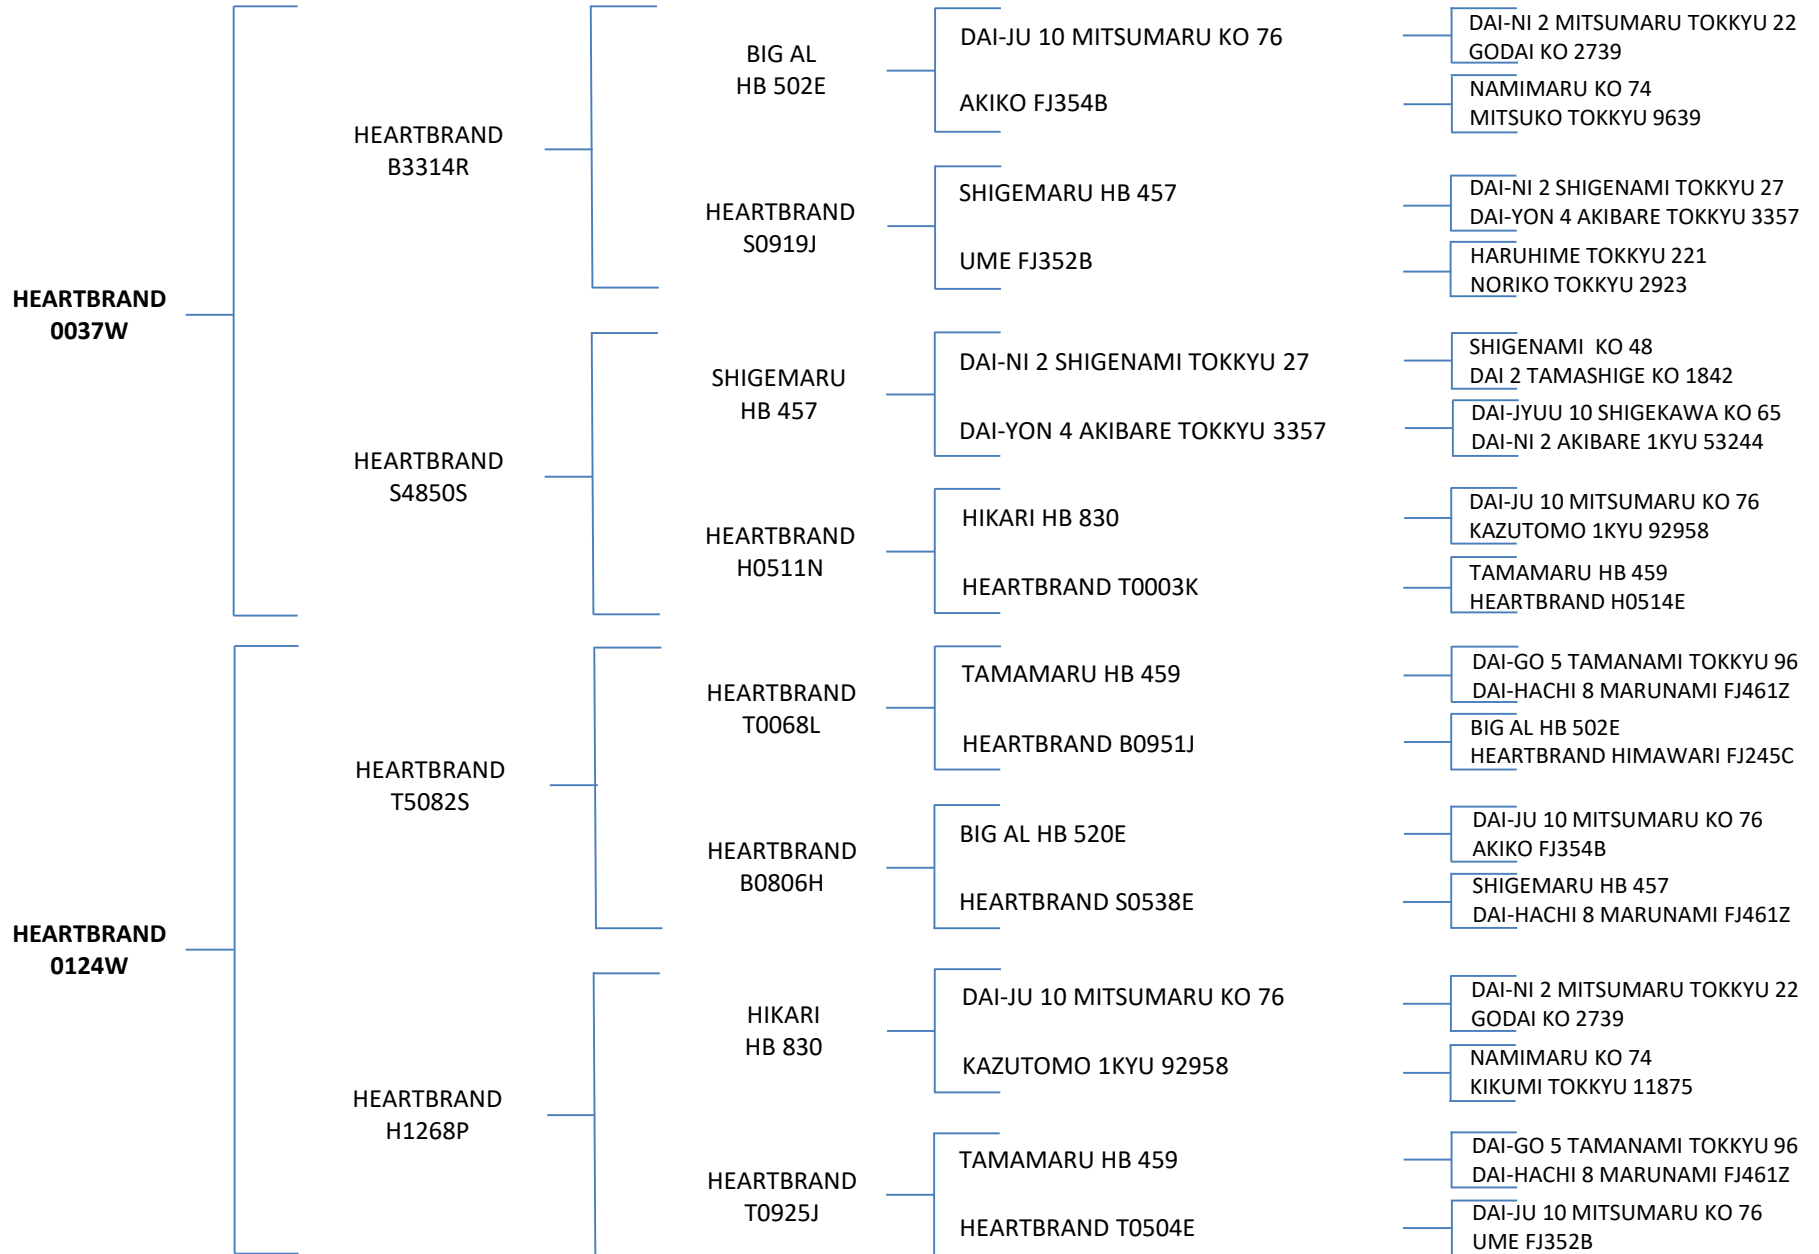 HEARTBRAND
0037W
HEARTBRAND
B3314R
HEARTBRAND
S4850S
BIG AL
HB 502E
HEARTBRAND
S0919J
SHIGEMARU
HB 457
HEARTBRAND
H0511N
DAI-JU 10 MITSUMARU KO 76
AKIKO FJ354B
SHIGEMARU HB 457
UME FJ352B
DAI-NI 2 SHIGENAMI TOKKYU 27
DAI-YON 4 AKIBARE TOKKYU 3357
HIKARI HB 830
HEARTBRAND T0003K
DAI-NI 2 MITSUMARU TOKKYU 22
GODAI KO 2739
NAMIMARU KO 74
MITSUKO TOKKYU 9639
DAI-NI 2 SHIGENAMI TOKKYU 27
DAI-YON 4 AKIBARE TOKKYU 3357
HARUHIME TOKKYU 221
NORIKO TOKKYU 2923
SHIGENAMI  KO 48
DAI 2 TAMASHIGE KO 1842
DAI-JYUU 10 SHIGEKAWA KO 65
DAI-NI 2 AKIBARE 1KYU 53244
DAI-JU 10 MITSUMARU KO 76
KAZUTOMO 1KYU 92958
TAMAMARU HB 459
HEARTBRAND H0514E
HEARTBRAND
0124W
HEARTBRAND
T5082S
HEARTBRAND
H1268P
HEARTBRAND
T0068L
HEARTBRAND
B0806H
HIKARI
HB 830
HEARTBRAND
T0925J
TAMAMARU HB 459
HEARTBRAND B0951J
BIG AL HB 520E
HEARTBRAND S0538E
DAI-JU 10 MITSUMARU KO 76
KAZUTOMO 1KYU 92958
TAMAMARU HB 459
HEARTBRAND T0504E
DAI-GO 5 TAMANAMI TOKKYU 96
DAI-HACHI 8 MARUNAMI FJ461Z
BIG AL HB 502E
HEARTBRAND HIMAWARI FJ245C
DAI-JU 10 MITSUMARU KO 76
AKIKO FJ354B
SHIGEMARU HB 457
DAI-HACHI 8 MARUNAMI FJ461Z
DAI-NI 2 MITSUMARU TOKKYU 22
GODAI KO 2739
NAMIMARU KO 74
KIKUMI TOKKYU 11875
DAI-GO 5 TAMANAMI TOKKYU 96
DAI-HACHI 8 MARUNAMI FJ461Z
DAI-JU 10 MITSUMARU KO 76
UME FJ352B